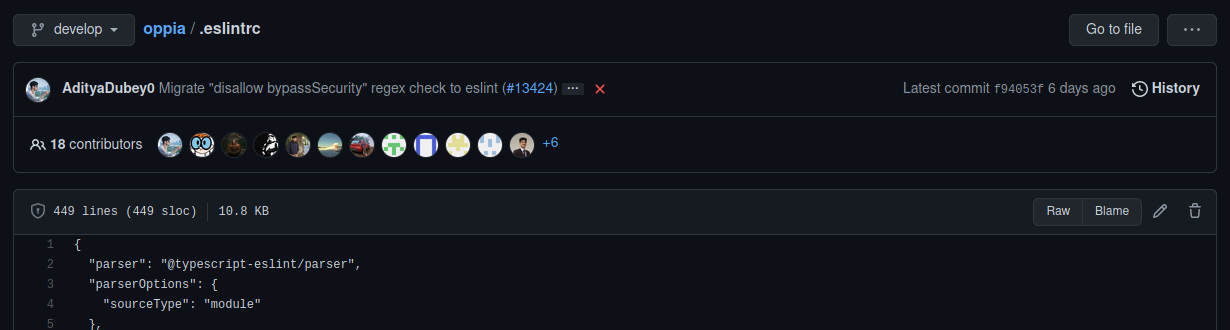 develop oppia / .eslintrc Go to file ...
AdityaDubey0 Migrate "disallow bypassSecurity" regex check to eslint (#13424) ... Latest commit f94053f 6 days ago History
18 contributors +6
449 lines (449 sloc) 10.8 KB Raw Blame
1 {
2 "parser": "@typescript-eslint/parser",
3 "parserOptions": {
4 "sourceType": "module"
5 },